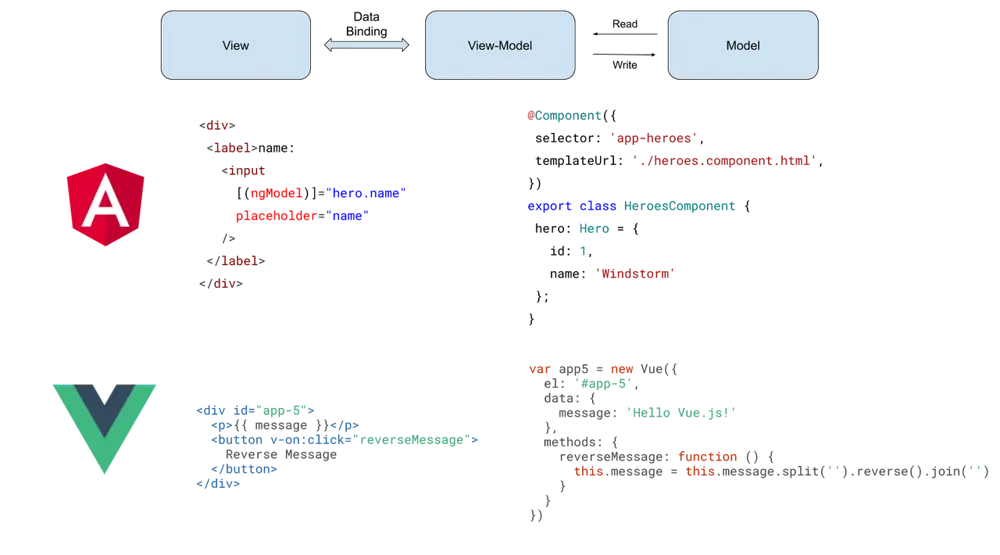 View
Data
Binding
View-Model
Read
Write
Model
<div>
<label>name:
<input
[(ngModel)]="hero.name"
placeholder="name"
/>
</label>
</div>
@Component({
selector: 'app-heroes',
templateUrl: './heroes.component.html',
})
export class HeroesComponent {
hero: Hero = {
id: 1,
name: 'Windstorm'
};
}
A
<div id="app-5">
<p>{{ message }}</p>
<button v-on:click="reverseMessage">
Reverse Message
</button>
</div>
var app5 = new Vue({
el: '#app-5',
data: {
message: 'Hello Vue.js!'
},
methods: {
reverseMessage: function () {
this.message = this.message.split('').reverse().join('')
}
}
})